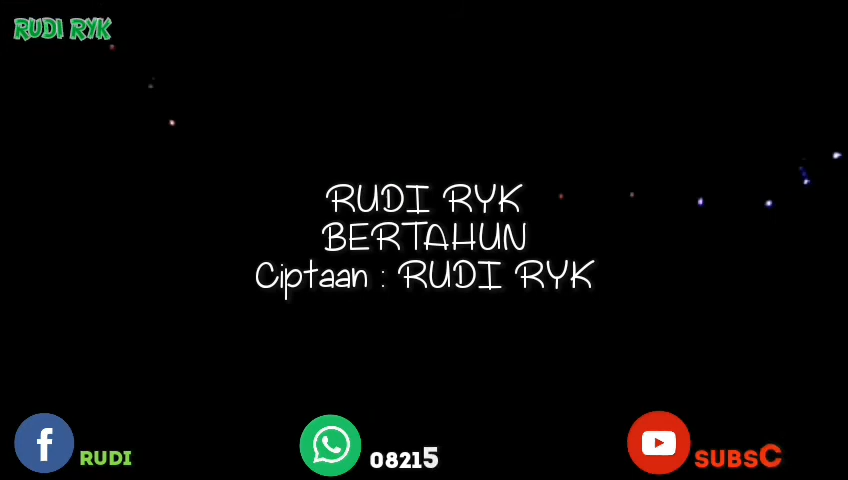 RUDI RYK
RUDI RYK
BERTAHUN
Ciptaan : RUDI RYK
RUDI
08215
SUBSC